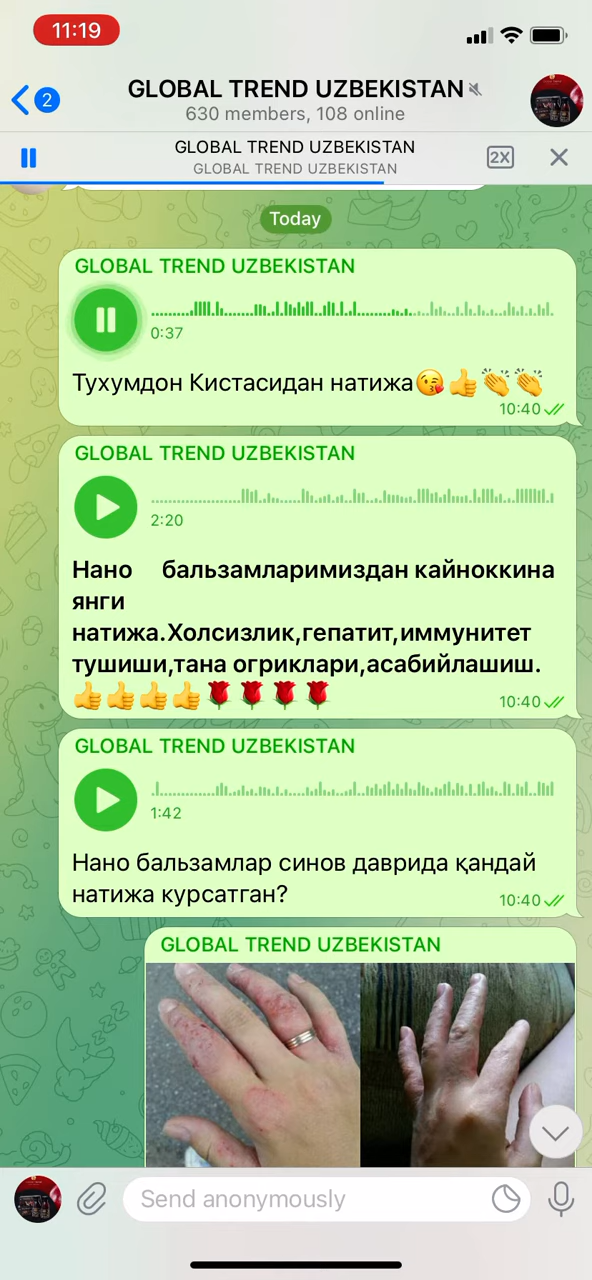 11:19
2
GLOBAL TREND UZBEKISTAN
630 members, 108 online
GLOBAL TREND UZBEKISTAN
2X
GLOBAL TREND UZBEKISTAN
Today
GLOBAL TREND UZBEKISTAN
0:37
Тухумдон Кистасидан натижа😘👍👏👏
10:40
GLOBAL TREND UZBEKISTAN
2:20
Нано бальзамларимиздан кайноккина
янги
натижа.Холсизлик,гепатит,иммунитет
тушиши,тана огриклари,асабийлашиш.
👍👍👍👍🌹🌹🌹🌹
10:40
GLOBAL TREND UZBEKISTAN
1:42
Нано бальзамлар синов даврида қандай
натижа курсатган?
10:40
GLOBAL TREND UZBEKISTAN
Send anonymously